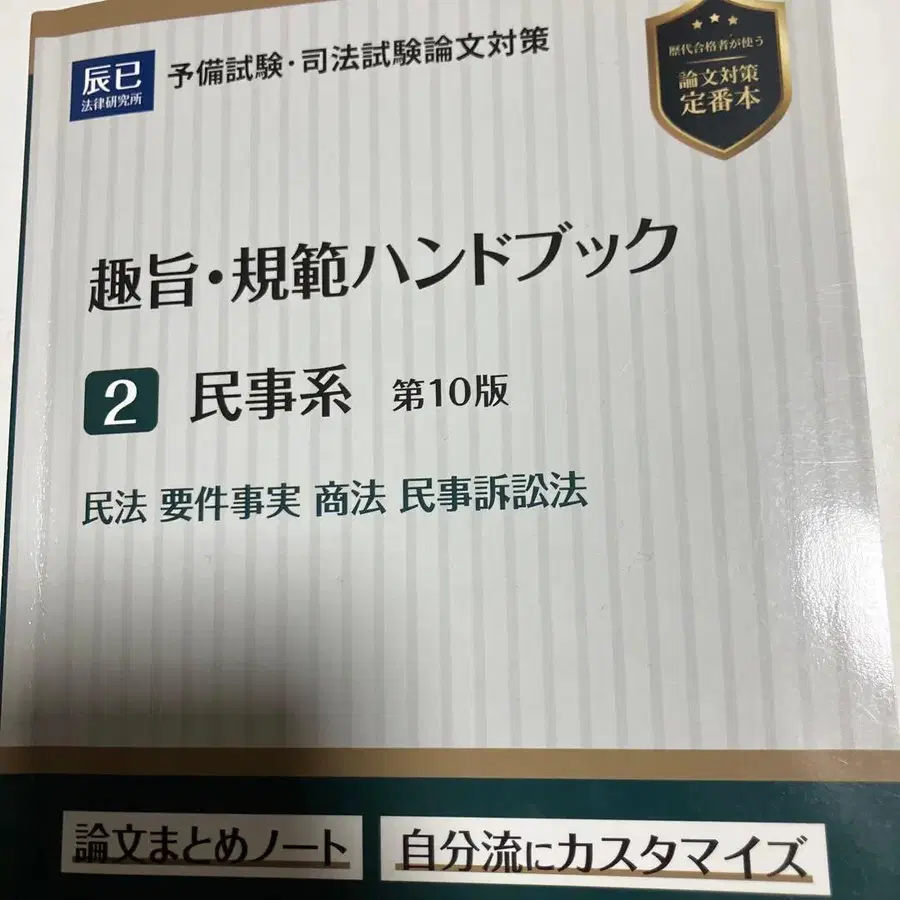 辰已
法律研究所
予備試験・司法試験論文対策
歴代合格者が使う
論文対策
定番本
趣旨・規範ハンドブック
2 民事系 第10版
民法 要件事実 商法 民事訴訟法
論文まとめノート
自分流にカスタマイズ